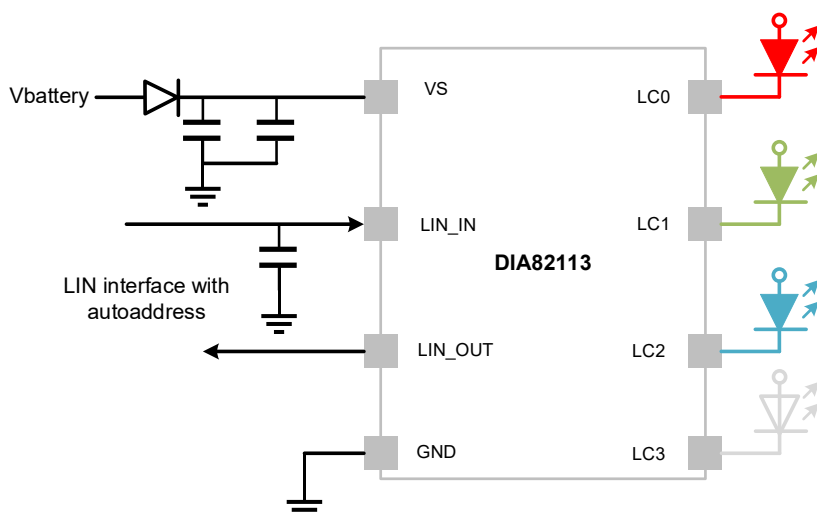 Vbattery
VS
LC0
LIN_IN
LC1
DIA82113
LIN interface with
autoaddress
LIN_OUT
LC2
GND
LC3